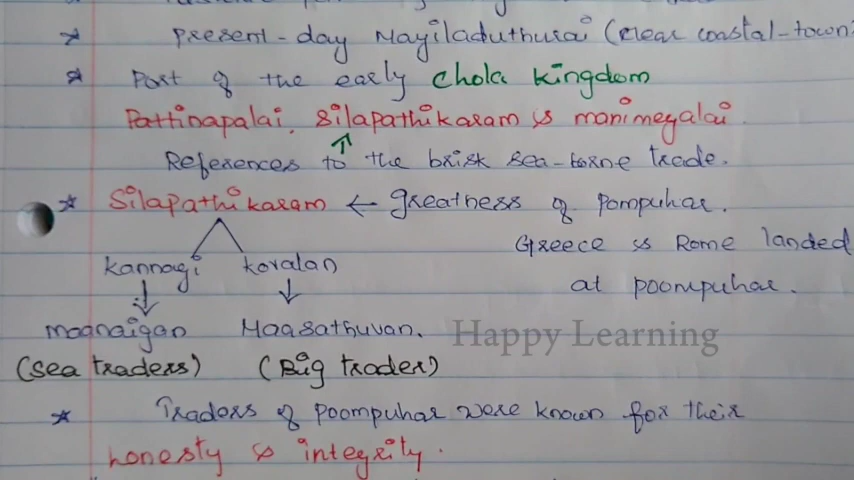 * Present-day Mayiladuthurai (Near coastal-town
* Part of the early Chola Kingdom
Pattinapalai, Silapathikaram & manimegalai.
References to the brisk sea-borne trade.
* Silapathikaram ← greatness of Pompuhar.
Greece & Rome landed
at poompuhar.
kannagi kovalan
↓ ↓
maanaigan Maasathuvan.
(sea traders) (Big trader)
Happy Learning
* Traders of Poompuhar were known for their
honesty & integrity.